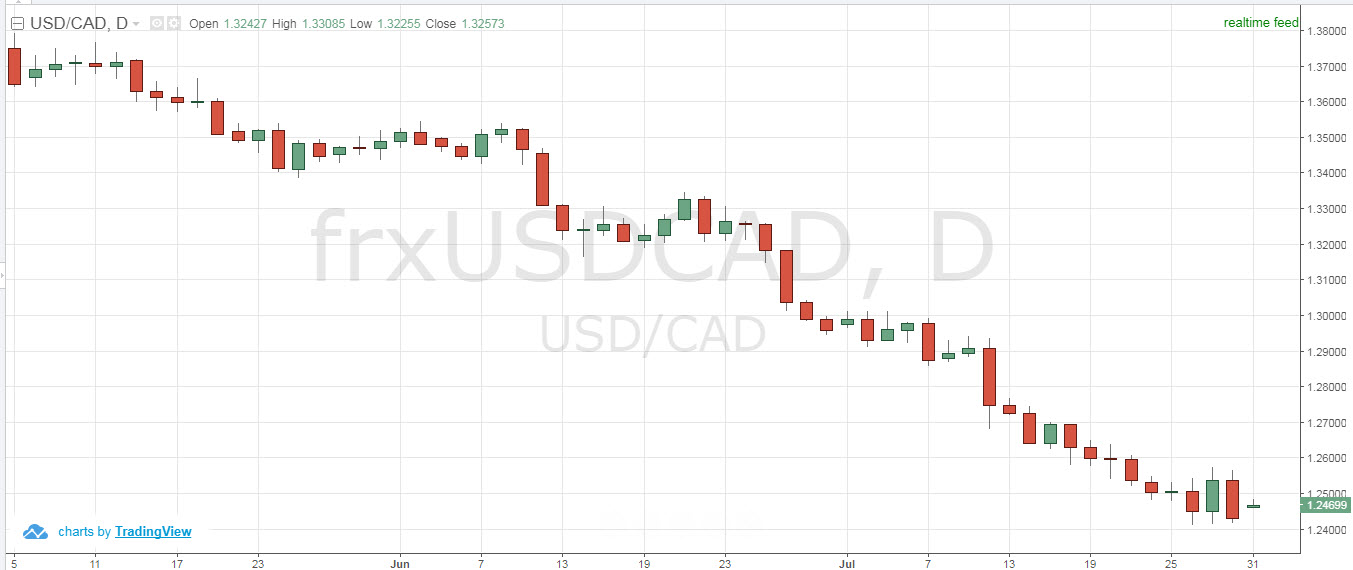 USD/CAD, D Open 1.32427 High 1.33085 Low 1.32255 Close 1.32573
realtime feed
1.38000
1.37000
1.36000
1.35000
1.34000
1.33000
1.32000
1.31000
1.30000
1.29000
1.28000
1.27000
1.26000
1.25000
1.24699
1.24000
frxUSDCAD, D
USD/CAD
charts by TradingView
5 11 17 23 Jun 7 13 19 25 Jul 7 13 19 25 31